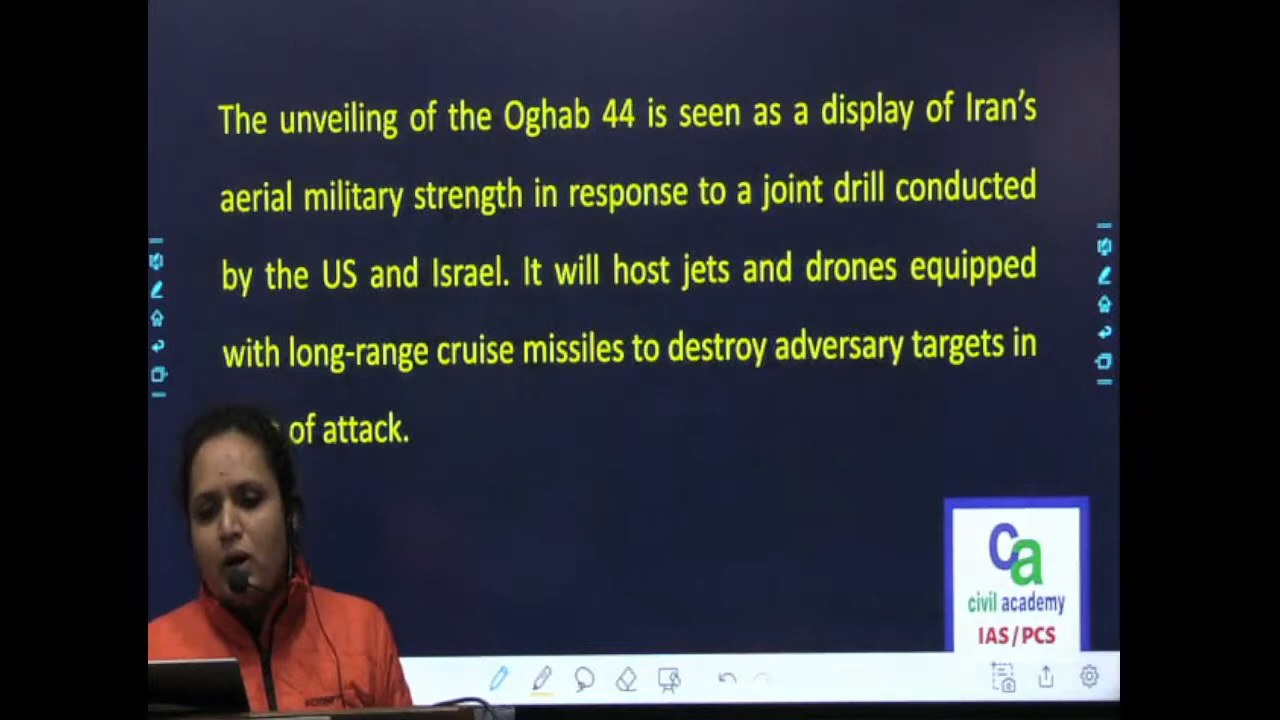 The unveiling of the Oghab 44 is seen as a display of Iran's
aerial military strength in response to a joint drill conducted
by the US and Israel. It will host jets and drones equipped
with long-range cruise missiles to destroy adversary targets in
of attack.
ca
civil academy
IAS/PCS